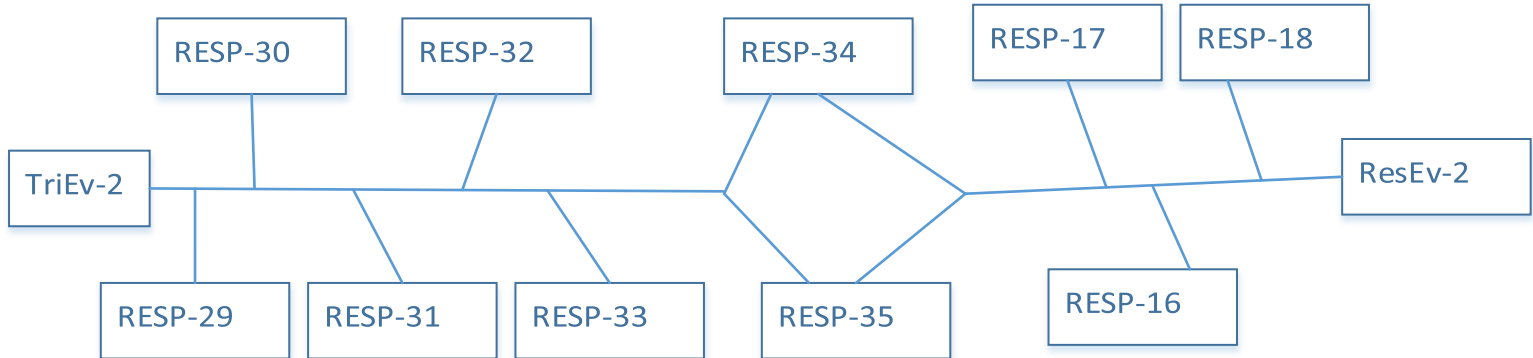 RESP-30
RESP-32
RESP-34
RESP-17
RESP-18
TriEv-2
ResEv-2
RESP-29
RESP-31
RESP-33
RESP-35
RESP-16